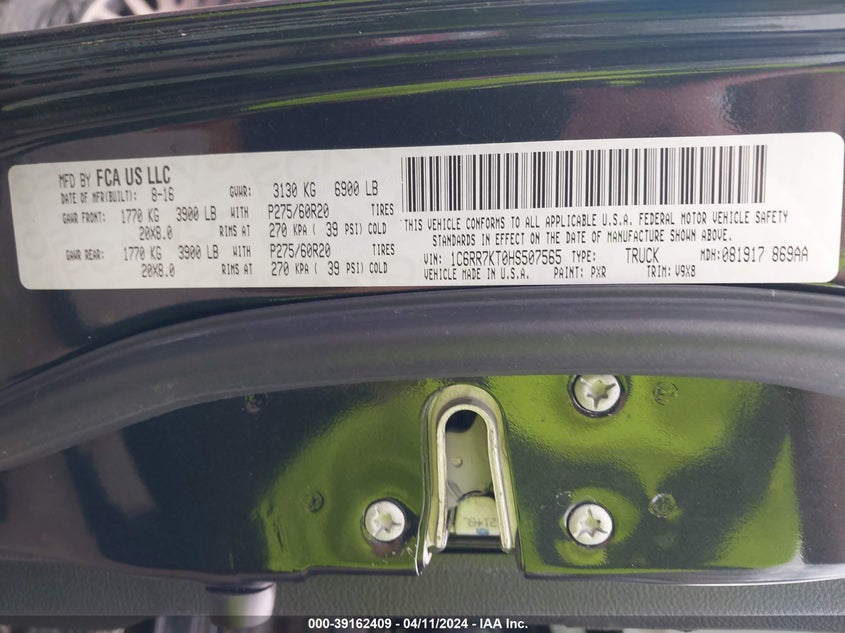 MFD BY FCA US LLC
DATE OF MFR(BUILT): 8-16 GVWR: 3130 KG 6900 LB
GAWR FRONT: 1770 KG 3900 LB WITH P275/60R20 TIRES
20X8.0 RIMS AT 270 KPA ( 39 PSI) COLD
GAWR REAR: 1770 KG 3900 LB WITH P275/60R20 TIRES
20X8.0 RIMS AT 270 KPA ( 39 PSI) COLD
THIS VEHICLE CONFORMS TO ALL APPLICABLE U.S.A. FEDERAL MOTOR VEHICLE SAFETY
STANDARDS IN EFFECT ON THE DATE OF MANUFACTURE SHOWN ABOVE.
VIN: 1C6RR7KT0HS507565 TYPE: TRUCK MDH:081917 869AA
VEHICLE MADE IN U.S.A. PAINT: PXR TRIM: V9X8
000-39162409 - 04/11/2024 - IAA Inc.